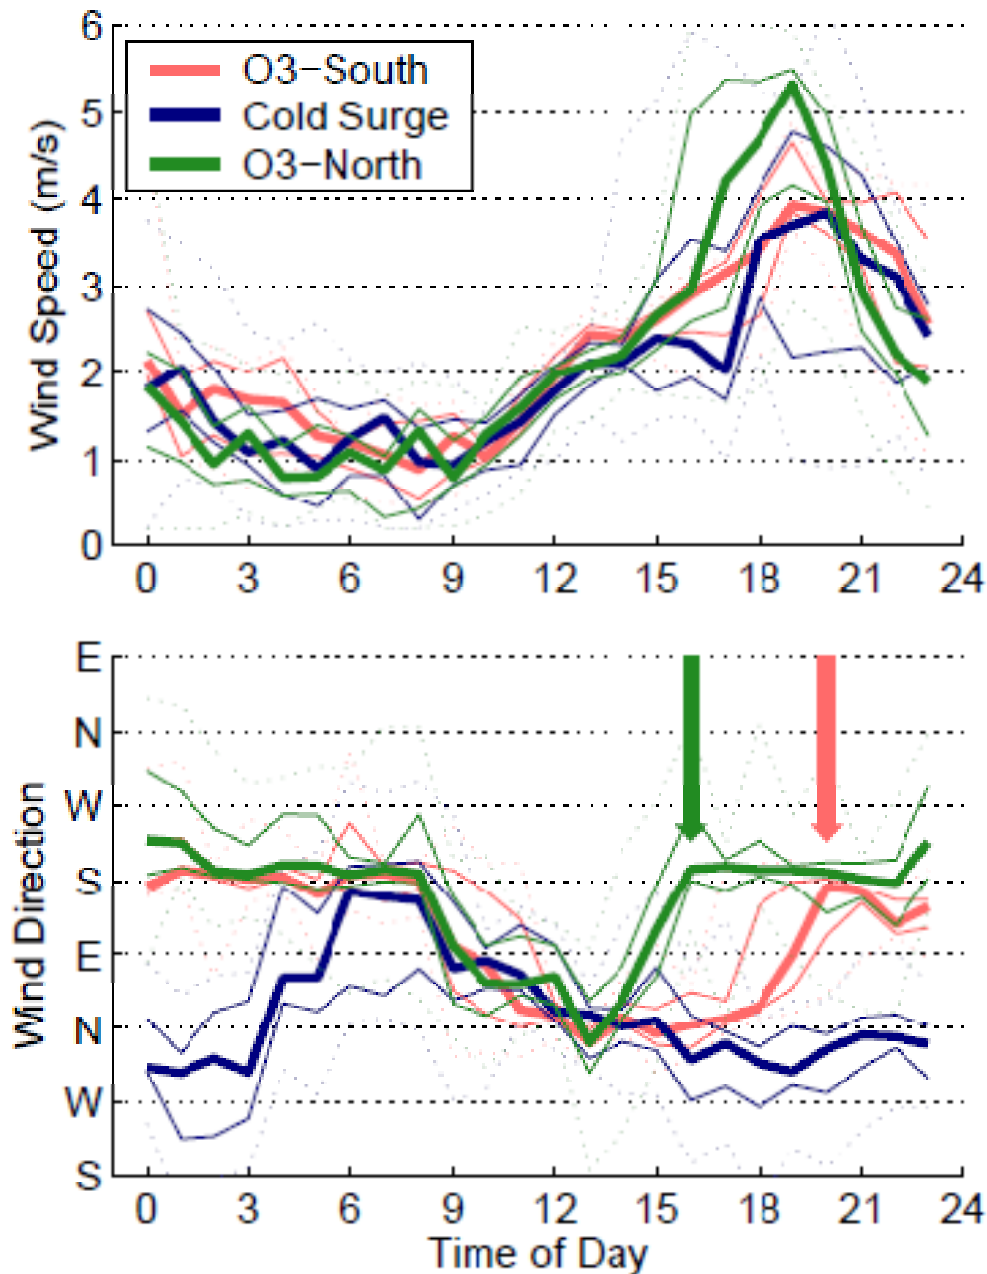 Wind Speed (m/s)
6
5
4
3
2
1
0
O3-South
Cold Surge
O3-North
0 3 6 9 12 15 18 21 24
Wind Direction
E
N
W
S
E
N
W
S
0 3 6 9 12 15 18 21 24
Time of Day